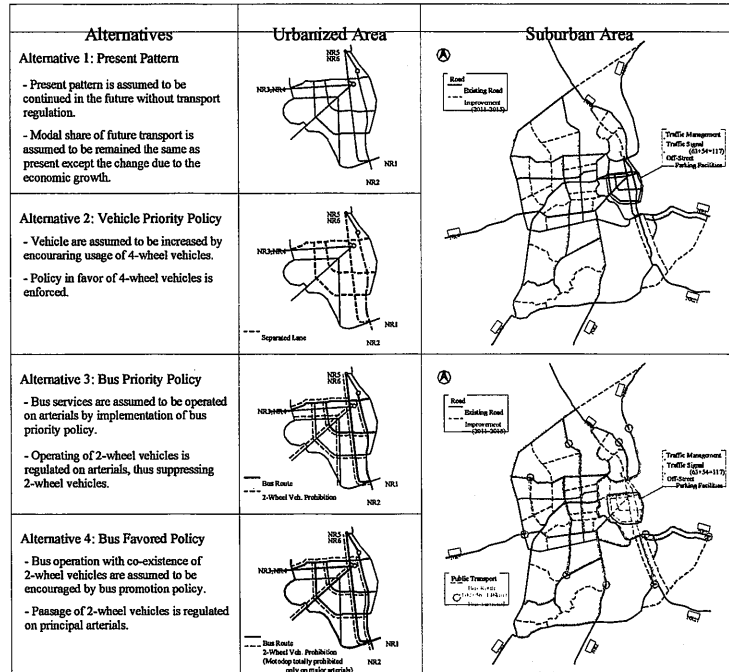 Alternatives
Urbanized Area
Suburban Area
Alternative 1: Present Pattern
- Present pattern is assumed to be
continued in the future without transport
regulation.
- Modal share of future transport is
assumed to be remained the same as
present except the change due to the
economic growth.
NR5
NR6
NR3,NR4
NR1
NR2
Road
Existing Road
Improvement
(2011-2015)
Traffic Management
Traffic Signal
(63+54=117)
Off-Street
Parking Facilities
Alternative 2: Vehicle Priority Policy
- Vehicle are assumed to be increased by
encouraring usage of 4-wheel vehicles.
- Policy in favor of 4-wheel vehicles is
enforced.
NR5
NR6
NR3,NR4
NR1
NR2
Separated Lane
Alternative 3: Bus Priority Policy
- Bus services are assumed to be operated
on arterials by implementation of bus
priority policy.
- Operating of 2-wheel vehicles is
regulated on arterials, thus suppressing
2-wheel vehicles.
NR5
NR6
NR3,NR4
NR1
NR2
Bus Route
2-Wheel Veh. Prohibition
Road
Existing Road
Improvement
(2011-2015)
Traffic Management
Traffic Signal
(63+54=117)
Off-Street
Parking Facilities
Public Transport
Bus Route
Alternative 4: Bus Favored Policy
- Bus operation with co-existence of
2-wheel vehicles are assumed to be
encouraged by bus promotion policy.
- Paasage of 2-wheel vehicles is regulated
on principal arterials.
NR5
NR6
NR3,NR4
NR1
NR2
Bus Route
2-Wheel Veh. Prohibition
(Motodop totally prohibited
only on major arterials)